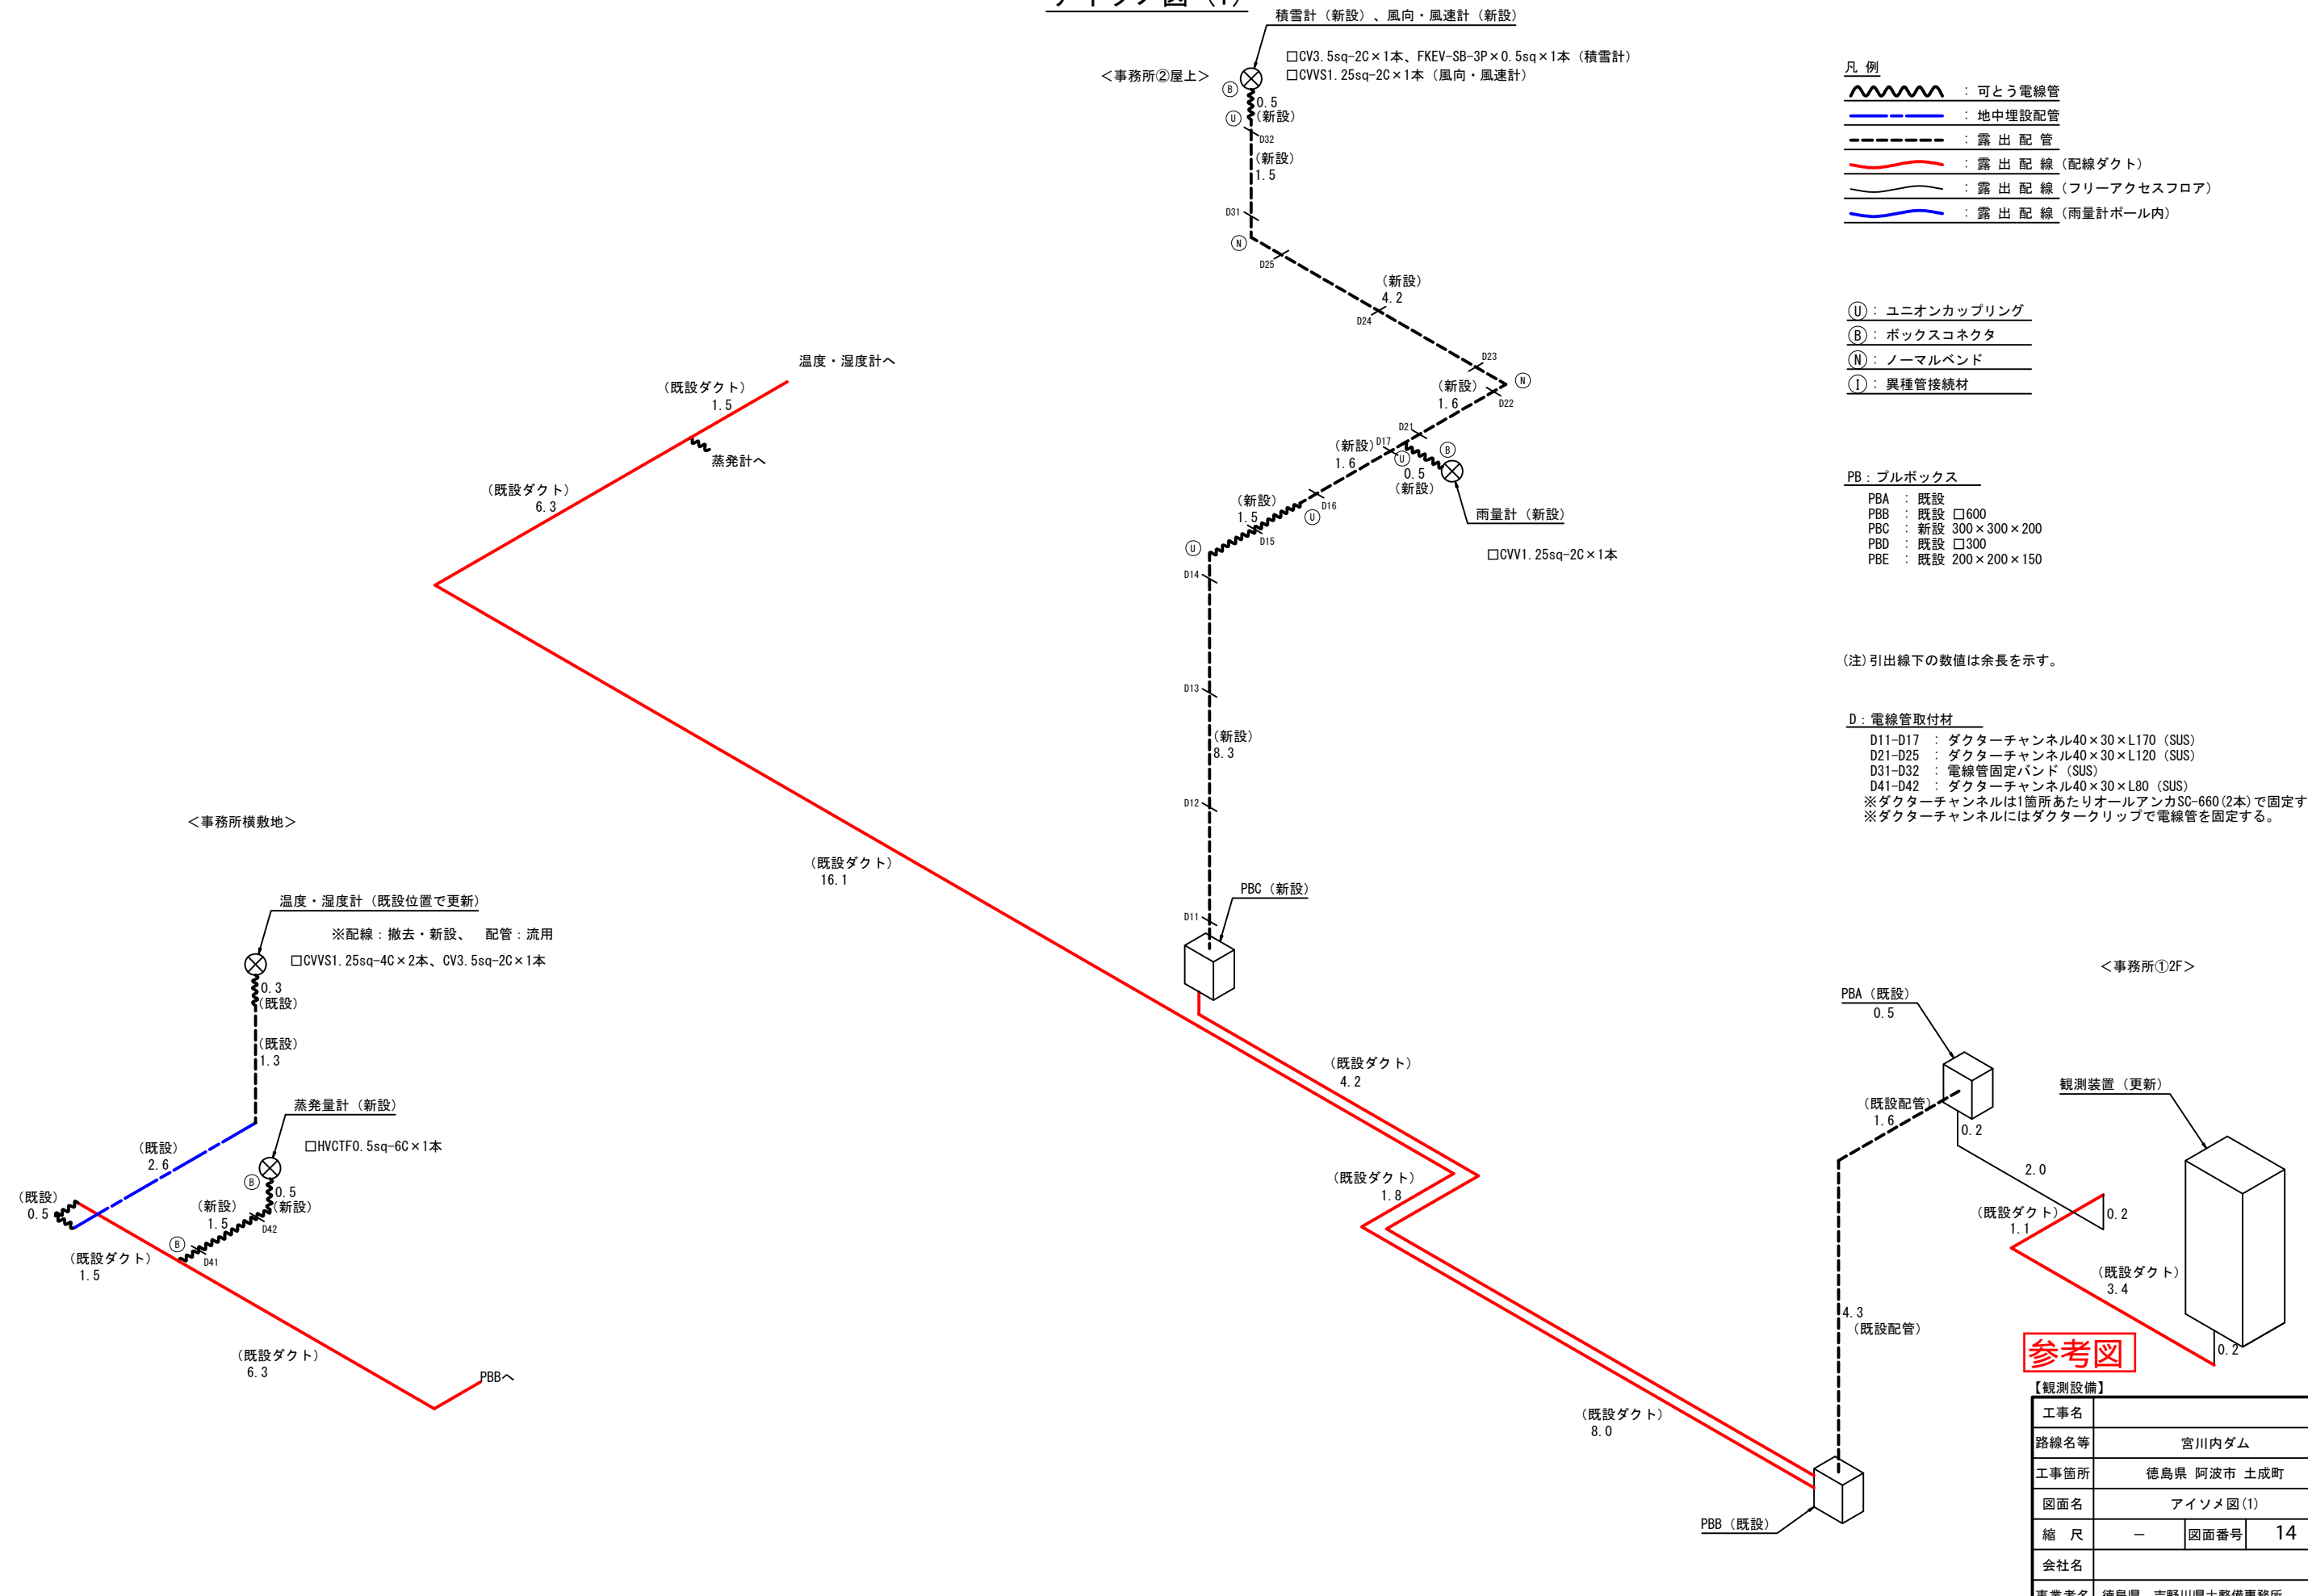 アイソメ図(1)
積雪計(新設)、風向・風速計(新設)
□CV3.5sq-2C×1本、FKEV-SB-3P×0.5sq×1本(積雪計)
<事務所②屋上>
□CVVS1.25sq-2C×1本(風向・風速計)
B
0.5
(新設)
U
D32
(新設)
1.5
D31
N
D25
(新設)
4.2
D24
D23
N
(新設)
1.6
D22
D21
D17
(新設)
1.6
U
B
0.5
(新設)
D16
U
(新設)
1.5
D15
U
雨量計(新設)
□CVV1.25sq-2C×1本
D14
D13
(新設)
8.3
D12
D11
PBC(新設)
温度・湿度計へ
(既設ダクト)
1.5
蒸発計へ
(既設ダクト)
6.3
(既設ダクト)
16.1
(既設ダクト)
4.2
(既設ダクト)
1.8
(既設ダクト)
8.0
PBB(既設)
<事務所横敷地>
温度・湿度計(既設位置で更新)
※配線:撤去・新設、 配管:流用
□CVVS1.25sq-4C×2本、CV3.5sq-2C×1本
0.3
(既設)
(既設)
1.3
蒸発量計(新設)
□HVCTF0.5sq-6C×1本
(既設)
2.6
B
0.5
(新設)
(既設)
0.5
(新設)
1.5
D42
B
D41
(既設ダクト)
1.5
(既設ダクト)
6.3
PBBへ
<事務所①2F>
PBA(既設)
0.5
観測装置(更新)
(既設配管)
1.6
0.2
2.0
(既設ダクト)
1.1
0.2
(既設ダクト)
3.4
0.2
4.3
(既設配管)
凡 例
:可とう電線管
:地中埋設配管
:露 出 配 管
:露 出 配 線(配線ダクト)
:露 出 配 線(フリーアクセスフロア)
:露 出 配 線(雨量計ポール内)
U:ユニオンカップリング
B:ボックスコネクタ
N:ノーマルベンド
I:異種管接続材
PB:プルボックス
PBA :既設
PBB :既設 □600
PBC :新設 300×300×200
PBD :既設 □300
PBE :既設 200×200×150
(注)引出線下の数値は余長を示す。
D:電線管取付材
D11-D17 :ダクターチャンネル40×30×L170(SUS)
D21-D25 :ダクターチャンネル40×30×L120(SUS)
D31-D32 :電線管固定バンド(SUS)
D41-D42 :ダクターチャンネル40×30×L80(SUS)
※ダクターチャンネルは1箇所あたりオールアンカSC-660(2本)で固定す
※ダクターチャンネルにはダクタークリップで電線管を固定する。
参考図
【観測設備】
工事名
路線名等 宮川内ダム
工事箇所 徳島県 阿波市 土成町
図面名 アイソメ図(1)
縮 尺 − 図面番号 14
会社名
事業者名 徳島県 吉野川県土整備事務所